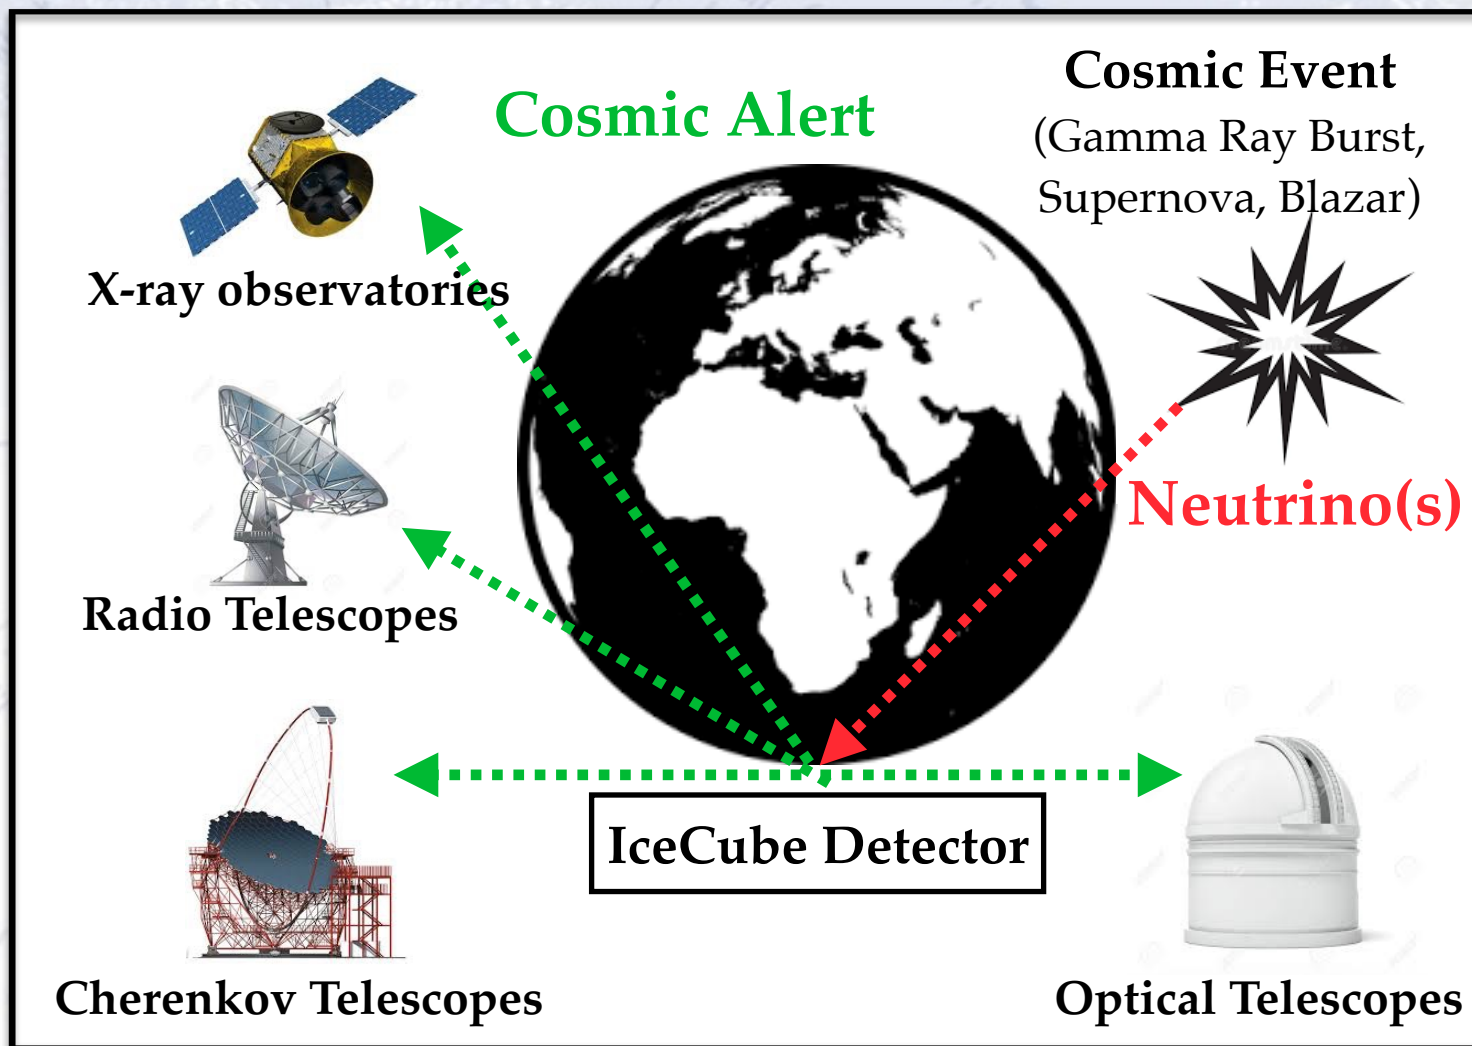 Cosmic Alert
Cosmic Event
(Gamma Ray Burst,
Supernova, Blazar)
X-ray observatories
Neutrino(s)
Radio Telescopes
IceCube Detector
Cherenkov Telescopes
Optical Telescopes